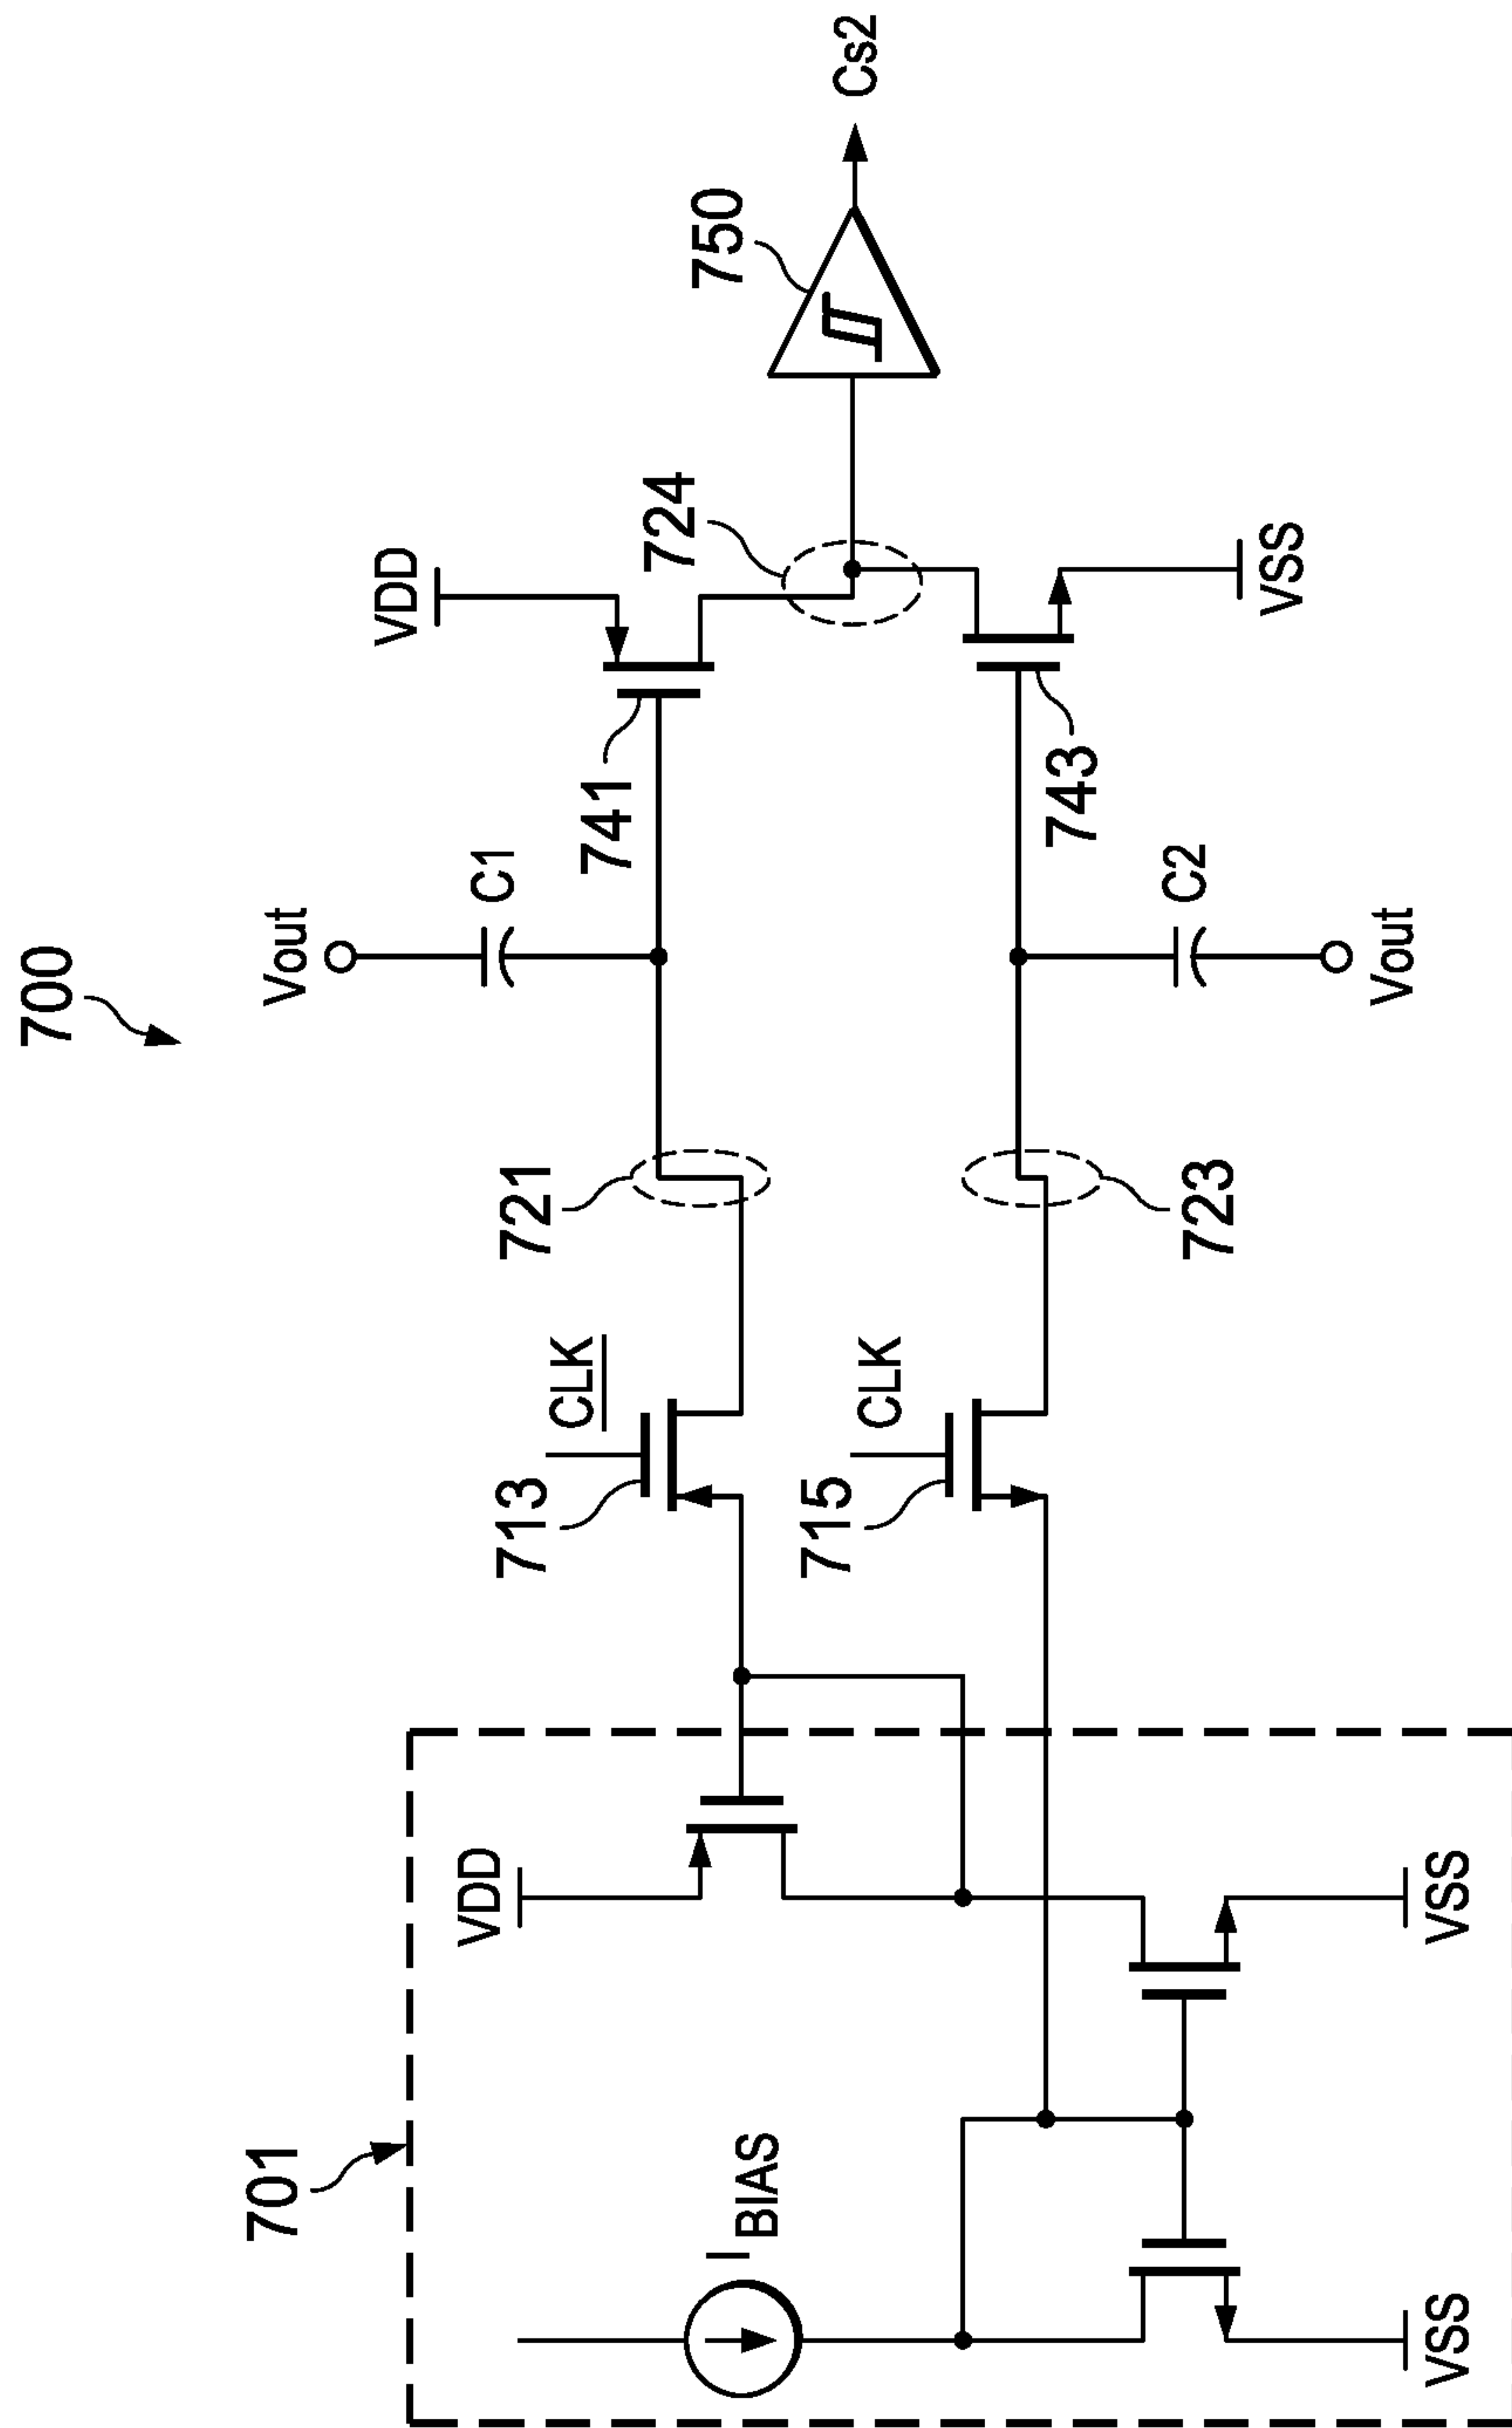 700
701
I BIAS
VSS
VDD
VSS
713
C̅L̅K̅
715
CLK
721
723
Vout
C1
C2
Vout
741
743
VDD
724
VSS
750
Cs2